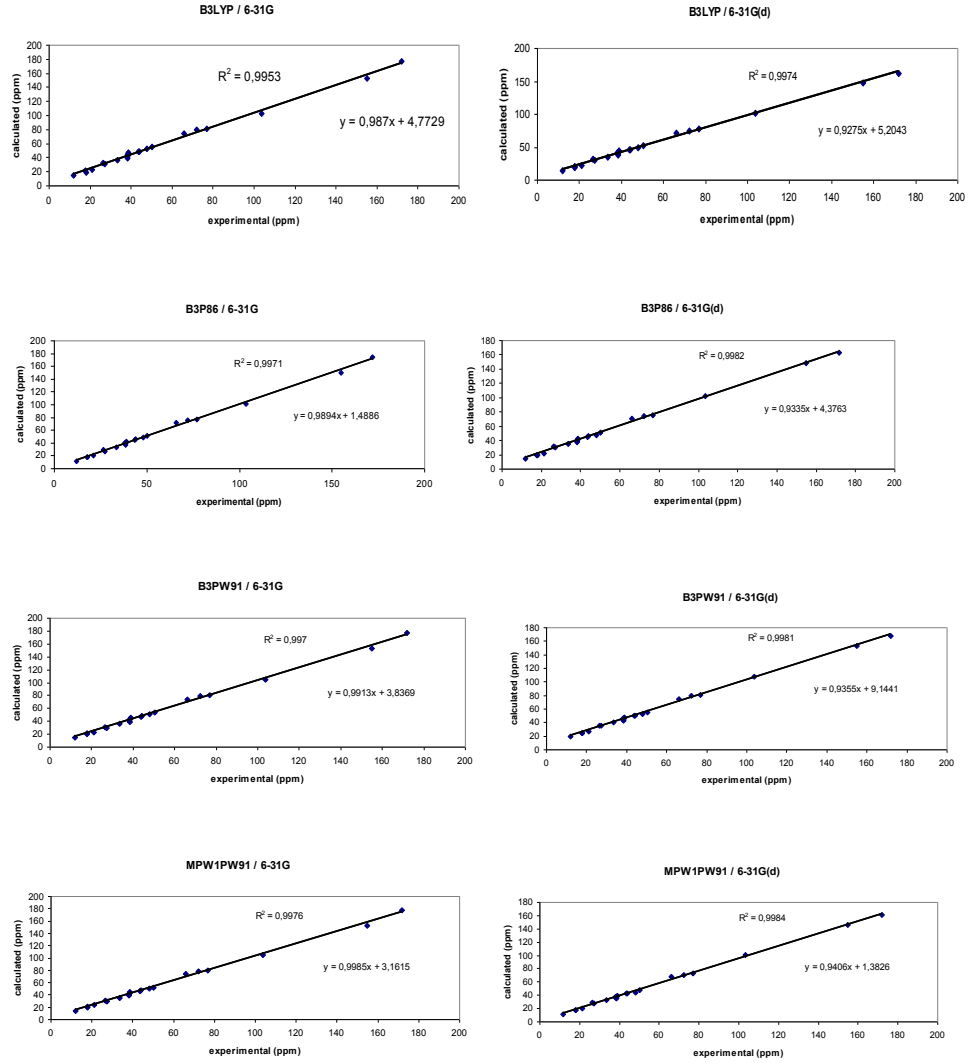 B3LYP / 6-31G
200
180
160
140
120
100
80
60
40
20
0
calculated (ppm)
R² = 0,9953
y = 0,987x + 4,7729
0 20 40 60 80 100 120 140 160 180 200
experimental (ppm)
B3LYP / 6-31G(d)
200
150
100
50
0
calculated (ppm)
R² = 0,9974
y = 0,9275x + 5,2043
0 20 40 60 80 100 120 140 160 180 200
experimental (ppm)
B3P86 / 6-31G
200
180
160
140
120
100
80
60
40
20
0
calculated (ppm)
R² = 0,9971
y = 0,9894x + 1,4886
0 50 100 150 200
experimental (ppm)
B3P86 / 6-31G(d)
180
160
140
120
100
80
60
40
20
0
calculated (ppm)
R² = 0,9982
y = 0,9335x + 4,3763
0 20 40 60 80 100 120 140 160 180 200
experimental (ppm)
B3PW91 / 6-31G
200
180
160
140
120
100
80
60
40
20
0
calculated (ppm)
R² = 0,997
y = 0,9913x + 3,8369
0 20 40 60 80 100 120 140 160 180 200
experimental (ppm)
B3PW91 / 6-31G(d)
180
160
140
120
100
80
60
40
20
0
calculated (ppm)
R² = 0,9981
y = 0,9355x + 9,1441
0 20 40 60 80 100 120 140 160 180 200
experimental (ppm)
MPW1PW91 / 6-31G
200
180
160
140
120
100
80
60
40
20
0
calculated (ppm)
R² = 0,9976
y = 0,9985x + 3,1615
0 20 40 60 80 100 120 140 160 180 200
experimental (ppm)
MPW1PW91 / 6-31G(d)
180
160
140
120
100
80
60
40
20
0
calculated (ppm)
R² = 0,9984
y = 0,9406x + 1,3826
0 20 40 60 80 100 120 140 160 180 200
experimental (ppm)